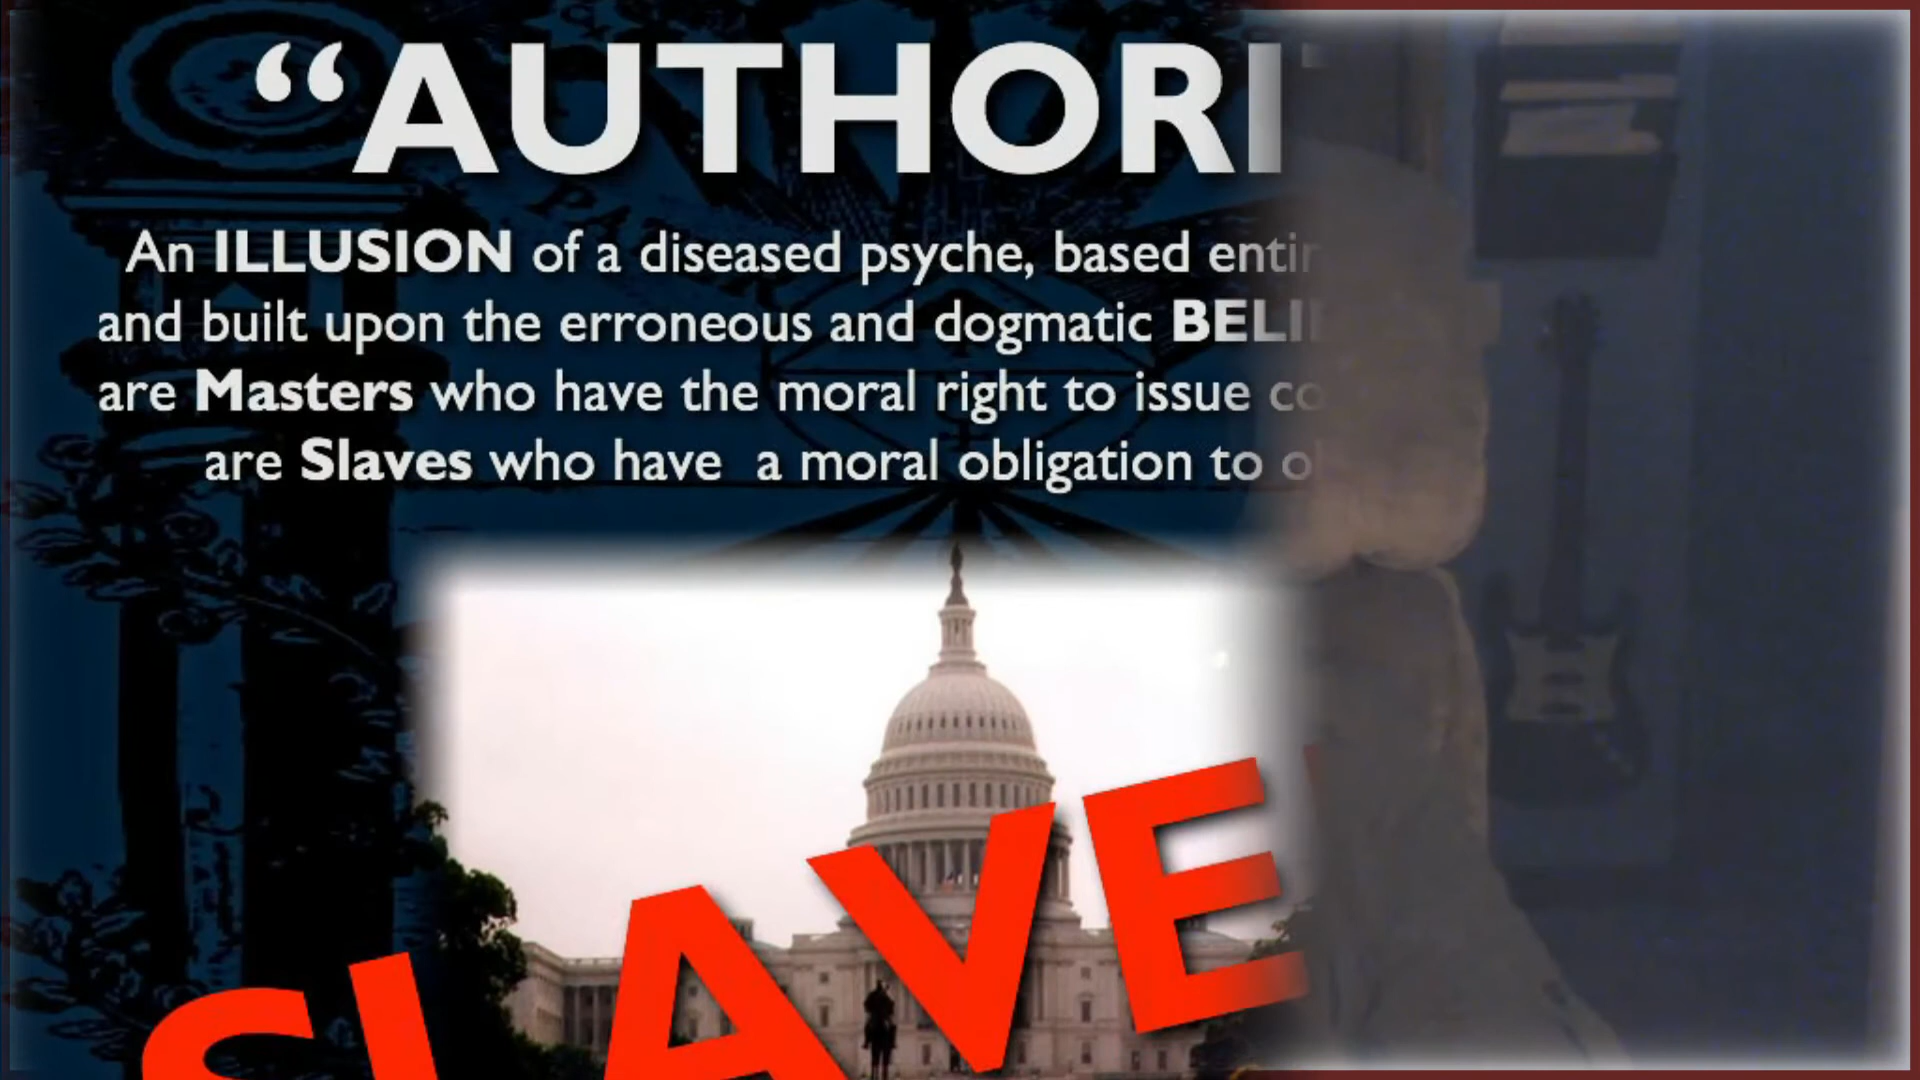 “AUTHORI
An ILLUSION of a diseased psyche, based entir
and built upon the erroneous and dogmatic BELI
are Masters who have the moral right to issue co
are Slaves who have a moral obligation to o
SLAVE